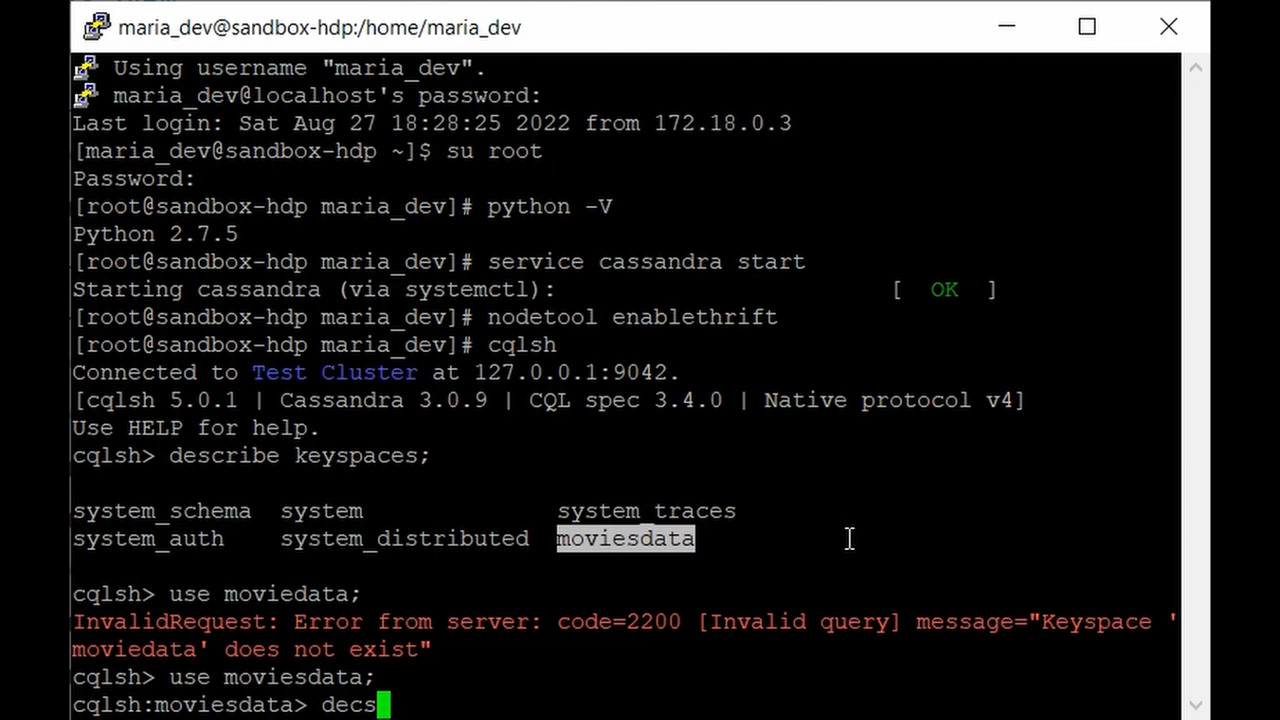 maria_dev@sandbox-hdp:/home/maria_dev
Using username "maria_dev".
maria_dev@localhost's password:
Last login: Sat Aug 27 18:28:25 2022 from 172.18.0.3
[maria_dev@sandbox-hdp ~]$ su root
Password:
[root@sandbox-hdp maria_dev]# python -V
Python 2.7.5
[root@sandbox-hdp maria_dev]# service cassandra start
Starting cassandra (via systemctl): [ OK ]
[root@sandbox-hdp maria_dev]# nodetool enablethrift
[root@sandbox-hdp maria_dev]# cqlsh
Connected to Test Cluster at 127.0.0.1:9042.
[cqlsh 5.0.1 | Cassandra 3.0.9 | CQL spec 3.4.0 | Native protocol v4]
Use HELP for help.
cqlsh> describe keyspaces;
system_schema system system_traces
system_auth system_distributed moviesdata
cqlsh> use moviedata;
InvalidRequest: Error from server: code=2200 [Invalid query] message="Keyspace '
moviedata' does not exist"
cqlsh> use moviesdata;
cqlsh:moviesdata> decs